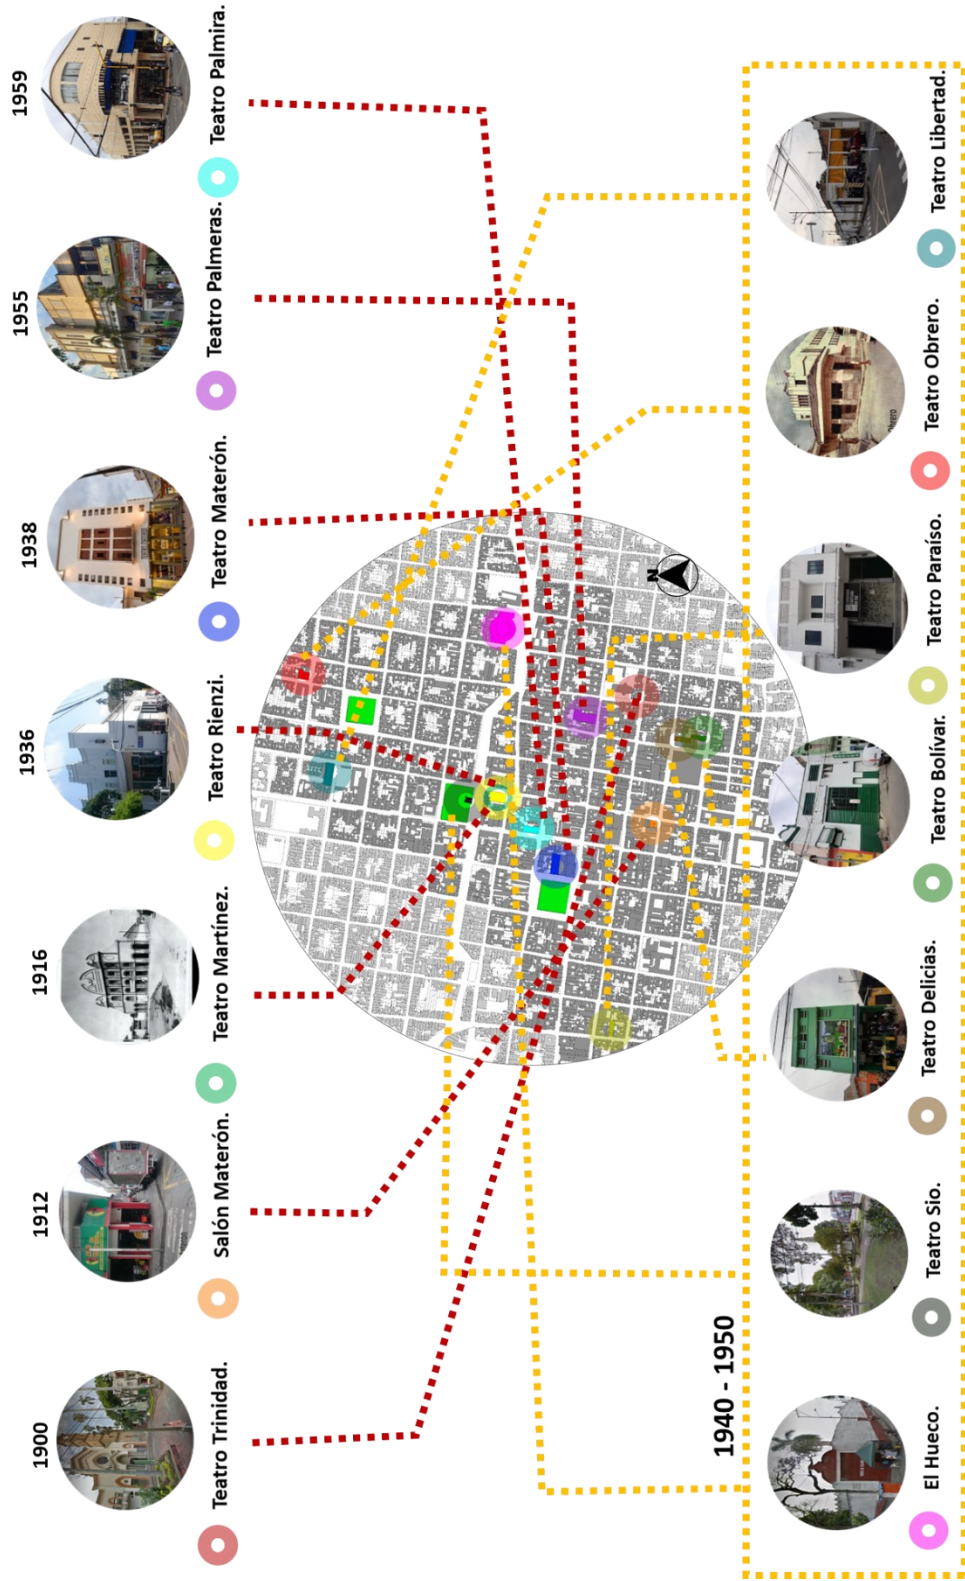 1900
1912
1916
1936
1938
1955
1959
Teatro Trinidad.
Salón Materón.
Teatro Martínez.
Teatro Rienzi.
Teatro Materón.
Teatro Palmeras.
Teatro Palmira.
N
1940 - 1950
El Hueco.
Teatro Sio.
Teatro Delicias.
Teatro Bolívar.
Teatro Paraíso.
Teatro Obrero.
Teatro Libertad.